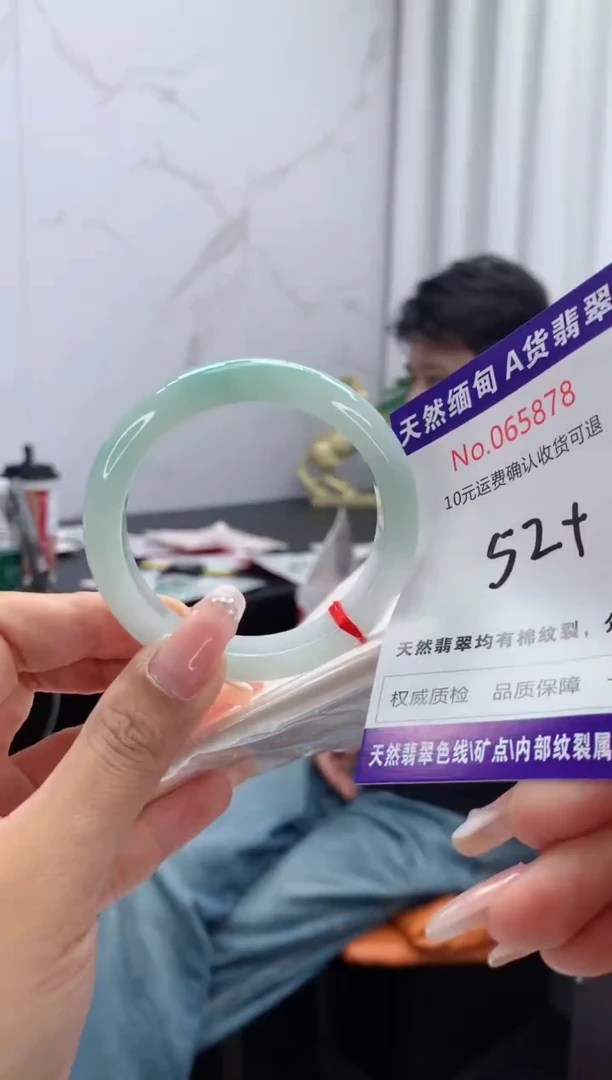 天然缅甸A货翡翠
No.065878
10元运费确认收货可退
52+
天然翡翠均有棉纹裂，
权威质检 品质保障
天然翡翠色线\矿点\内部纹裂属